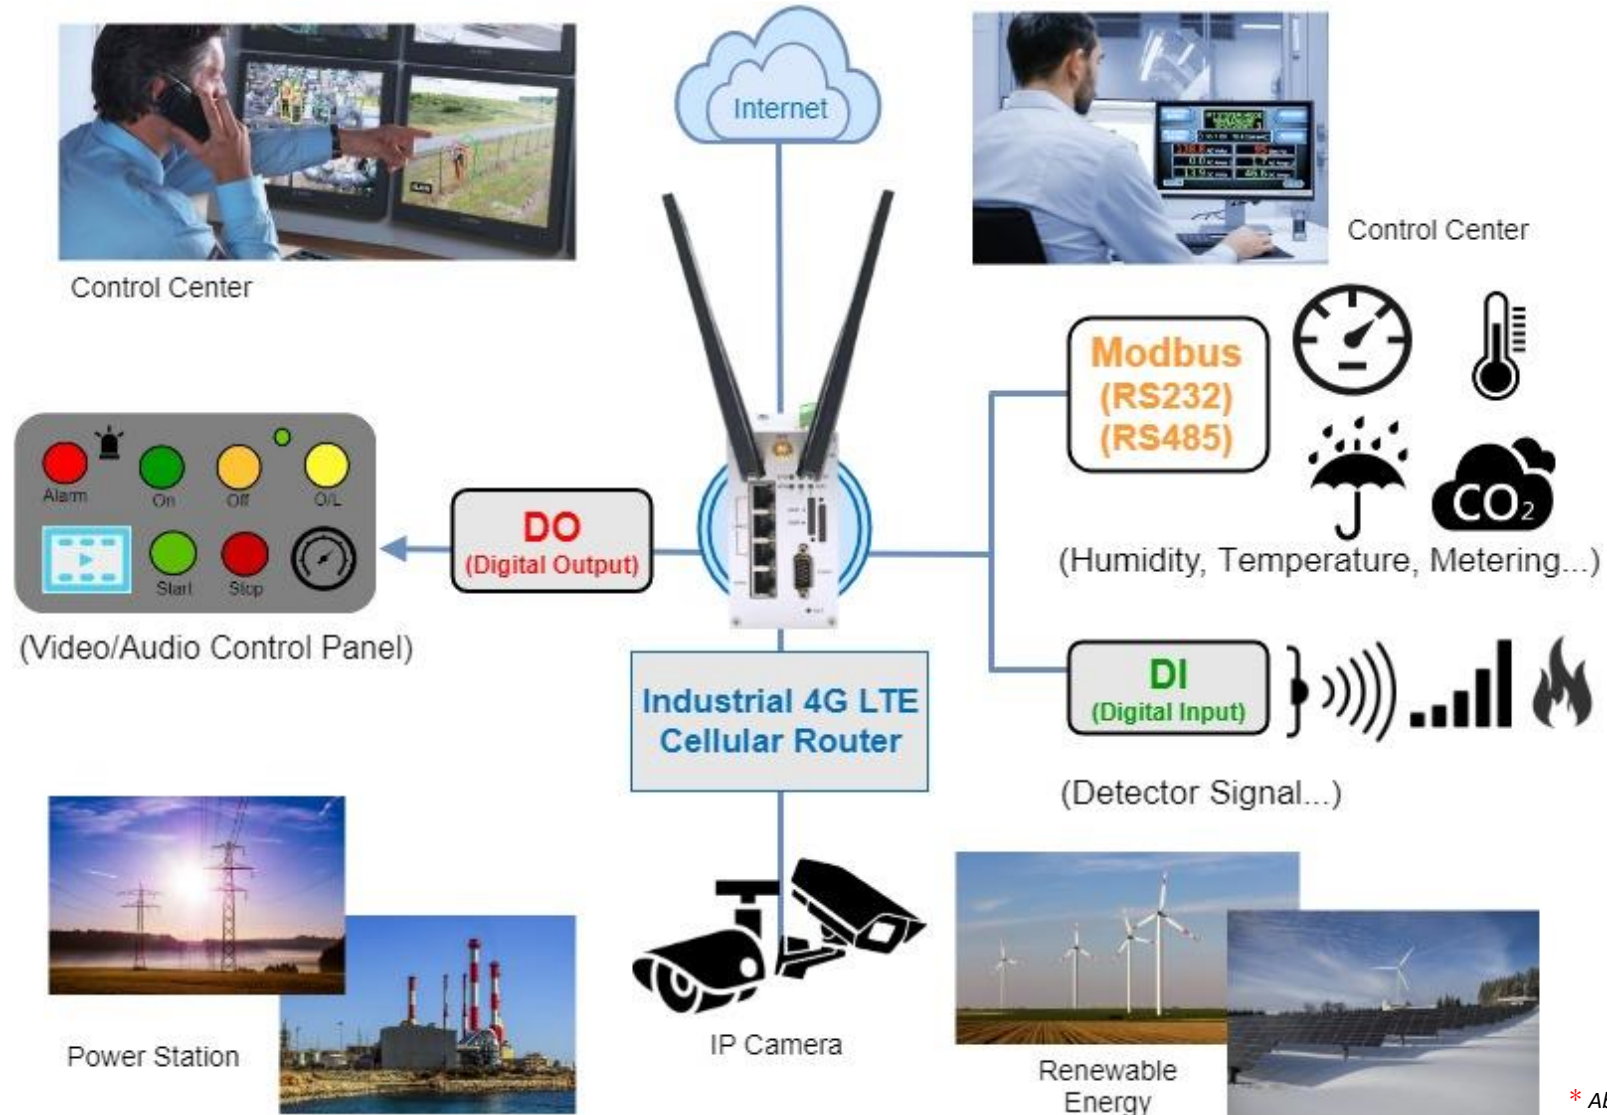 Internet
Control Center
Control Center
Modbus
(RS232)
(RS485)
(Humidity, Temperature, Metering...)
Alarm
On
Off
O/L
Start
Stop
(Video/Audio Control Panel)
DO
(Digital Output)
DI
(Digital Input)
(Detector Signal...)
Industrial 4G LTE
Cellular Router
CO2
Power Station
IP Camera
Renewable
Energy